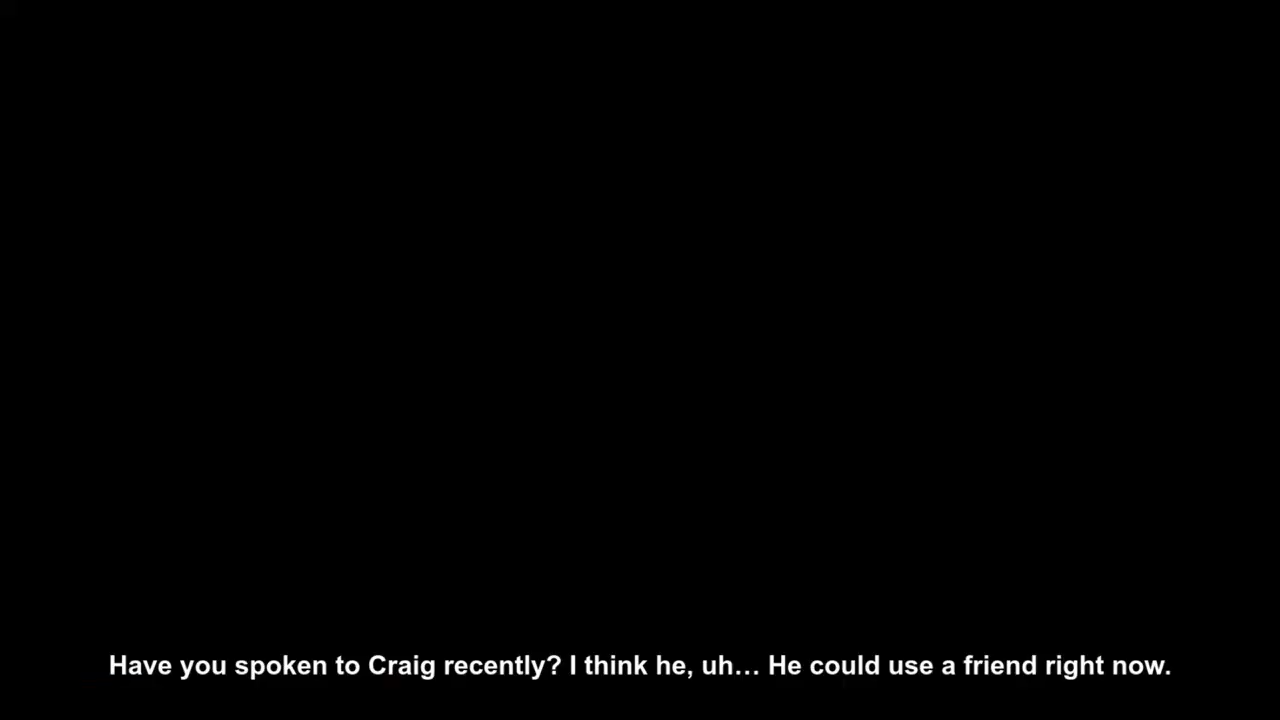 Have you spoken to Craig recently? I think he, uh… He could use a friend right now.